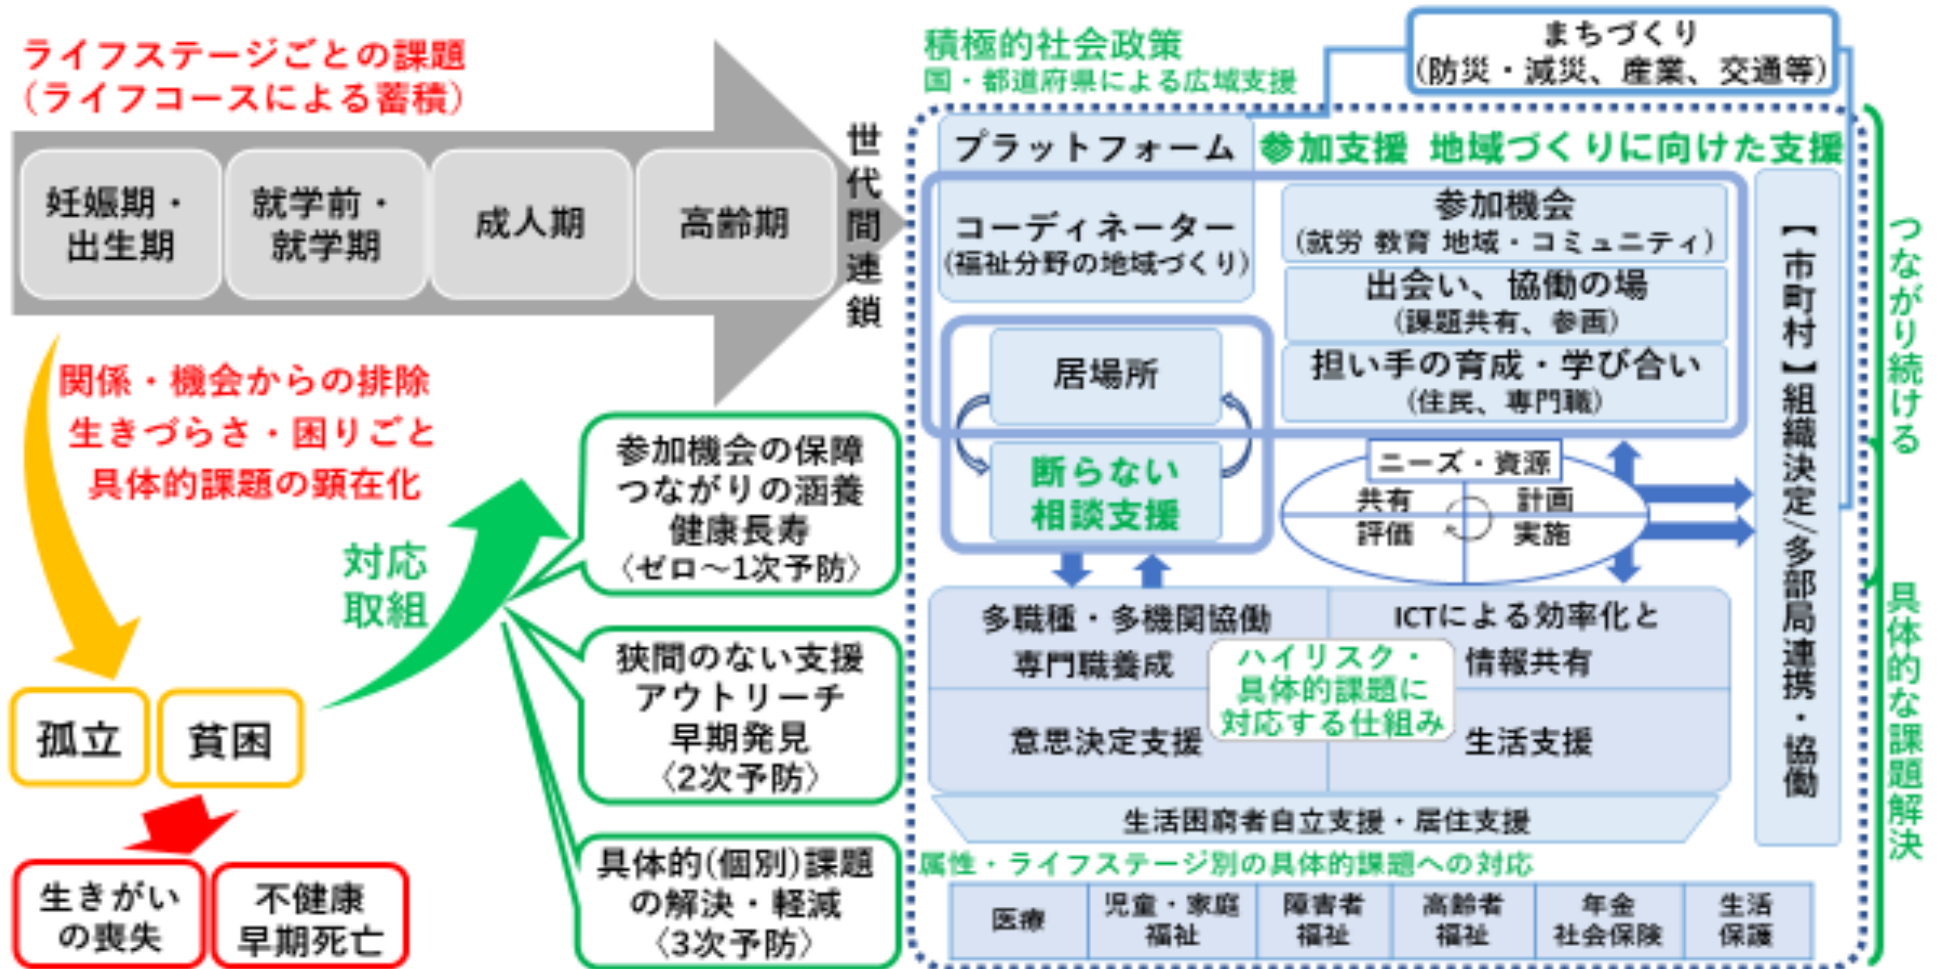 ライフステージごとの課題
(ライフコースによる蓄積)
妊娠期・
出生期
就学前・
就学期
成人期
高齢期
世代間連鎖
関係・機会からの排除
生きづらさ・困りごと
具体的課題の顕在化
対応
取組
孤立
貧困
生きがい
の喪失
不健康
早期死亡
参加機会の保障
つながりの涵養
健康長寿
〈ゼロ〜1次予防〉
狭間のない支援
アウトリーチ
早期発見
〈2次予防〉
具体的(個別)課題
の解決・軽減
〈3次予防〉
積極的社会政策
国・都道府県による広域支援
まちづくり
(防災・減災、産業、交通等)
プラットフォーム
参加支援 地域づくりに向けた支援
コーディネーター
(福祉分野の地域づくり)
参加機会
(就労 教育 地域・コミュニティ)
出会い、協働の場
(課題共有、参画)
担い手の育成・学び合い
(住民、専門職)
居場所
断らない
相談支援
ニーズ・資源
共有
計画
評価
実施
多職種・多機関協働
専門職養成
ICTによる効率化と
情報共有
ハイリスク・
具体的課題に
対応する仕組み
意思決定支援
生活支援
生活困窮者自立支援・居住支援
属性・ライフステージ別の具体的課題への対応
医療
児童・家庭
福祉
障害者
福祉
高齢者
福祉
年金
社会保険
生活
保護
【市町村】組織決定/多部局連携・協働
つながり続ける
具体的な課題解決